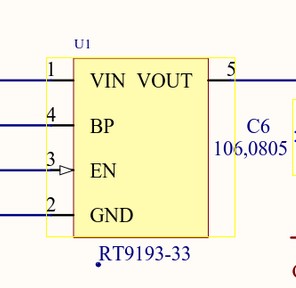 U1
1 VIN VOUT 5
4 BP
3 EN
2 GND
C6
106,0805
RT9193-33